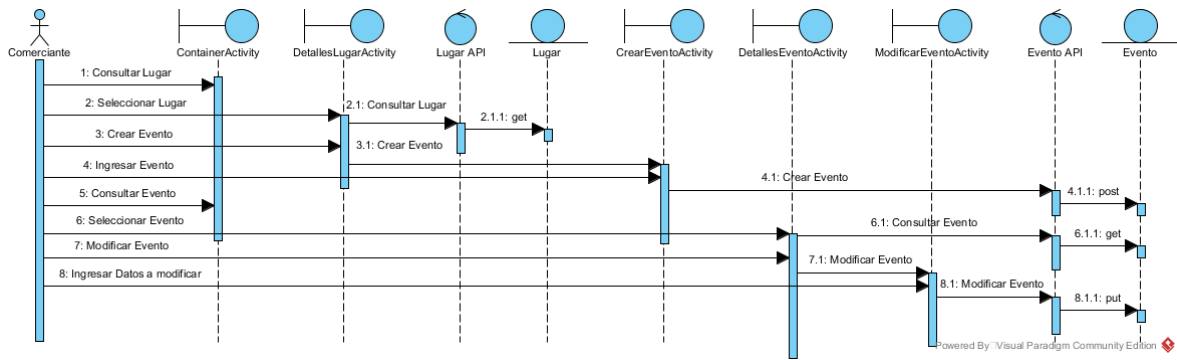 Comerciante
ContainerActivity
DetallesLugarActivity
Lugar API
Lugar
CrearEventoActivity
DetallesEventoActivity
ModificarEventoActivity
Evento API
Evento
1: Consultar Lugar
2: Seleccionar Lugar
2.1: Consultar Lugar
2.1.1: get
3: Crear Evento
3.1: Crear Evento
4: Ingresar Evento
4.1: Crear Evento
4.1.1: post
5: Consultar Evento
6: Seleccionar Evento
6.1: Consultar Evento
6.1.1: get
7: Modificar Evento
7.1: Modificar Evento
8: Ingresar Datos a modificar
8.1: Modificar Evento
8.1.1: put
Powered By Visual Paradigm Community Edition